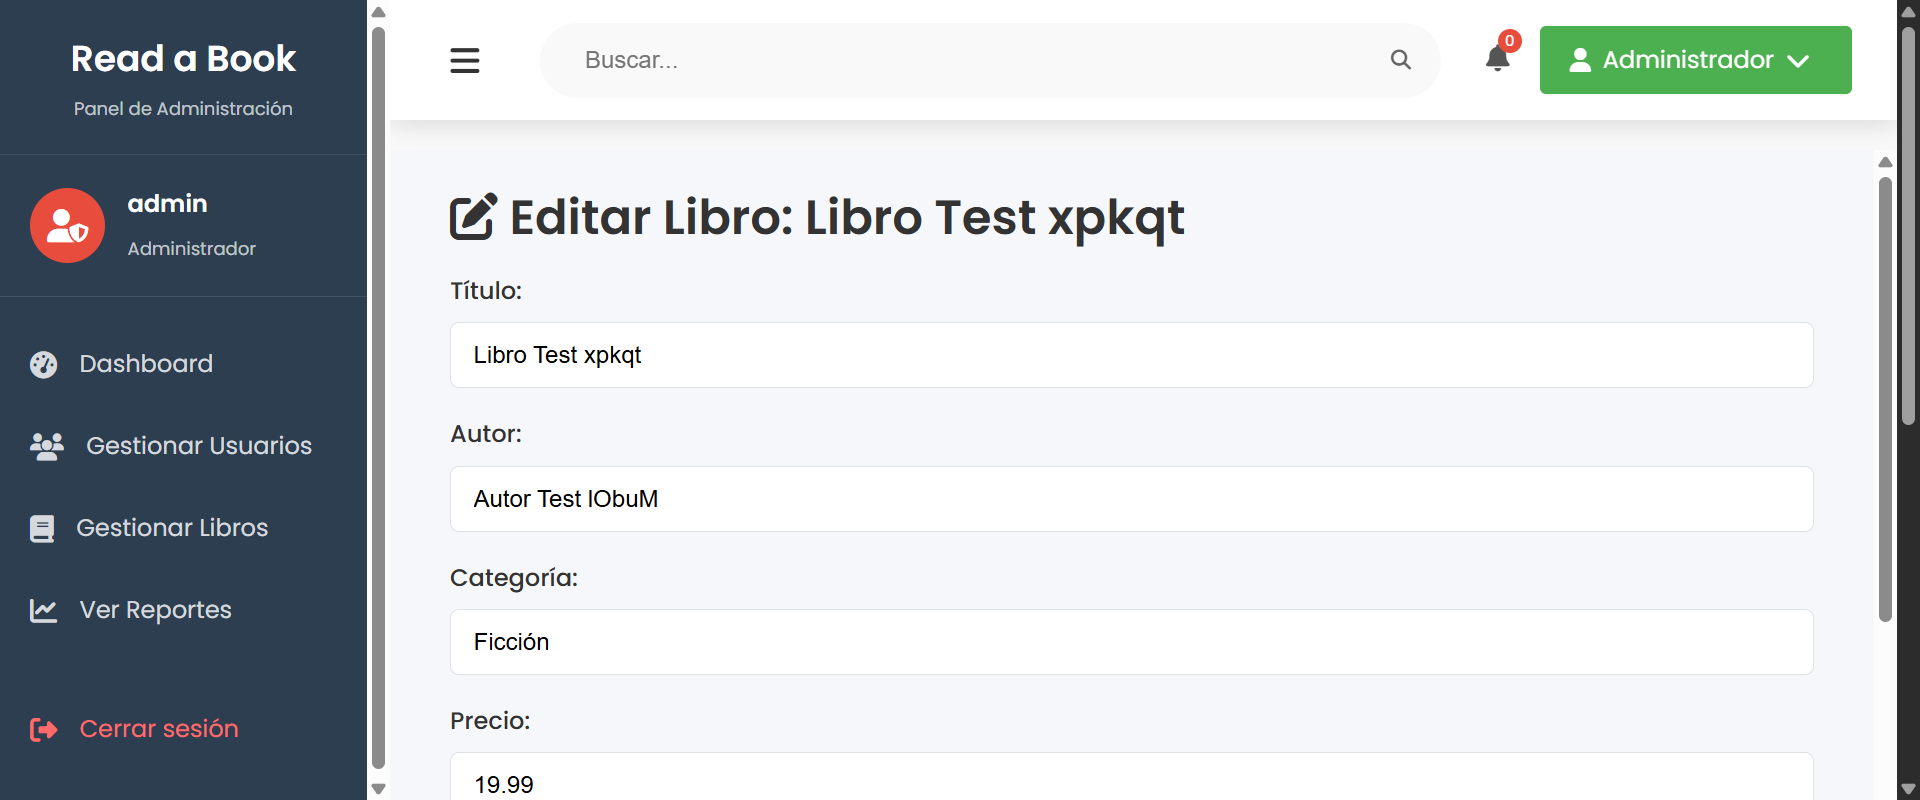 Read a Book
Panel de Administración
admin
Administrador
Dashboard
Gestionar Usuarios
Gestionar Libros
Ver Reportes
Cerrar sesión
Buscar...
0
Administrador
Editar Libro: Libro Test xpkqt
Título:
Libro Test xpkqt
Autor:
Autor Test lObuM
Categoría:
Ficción
Precio:
19.99